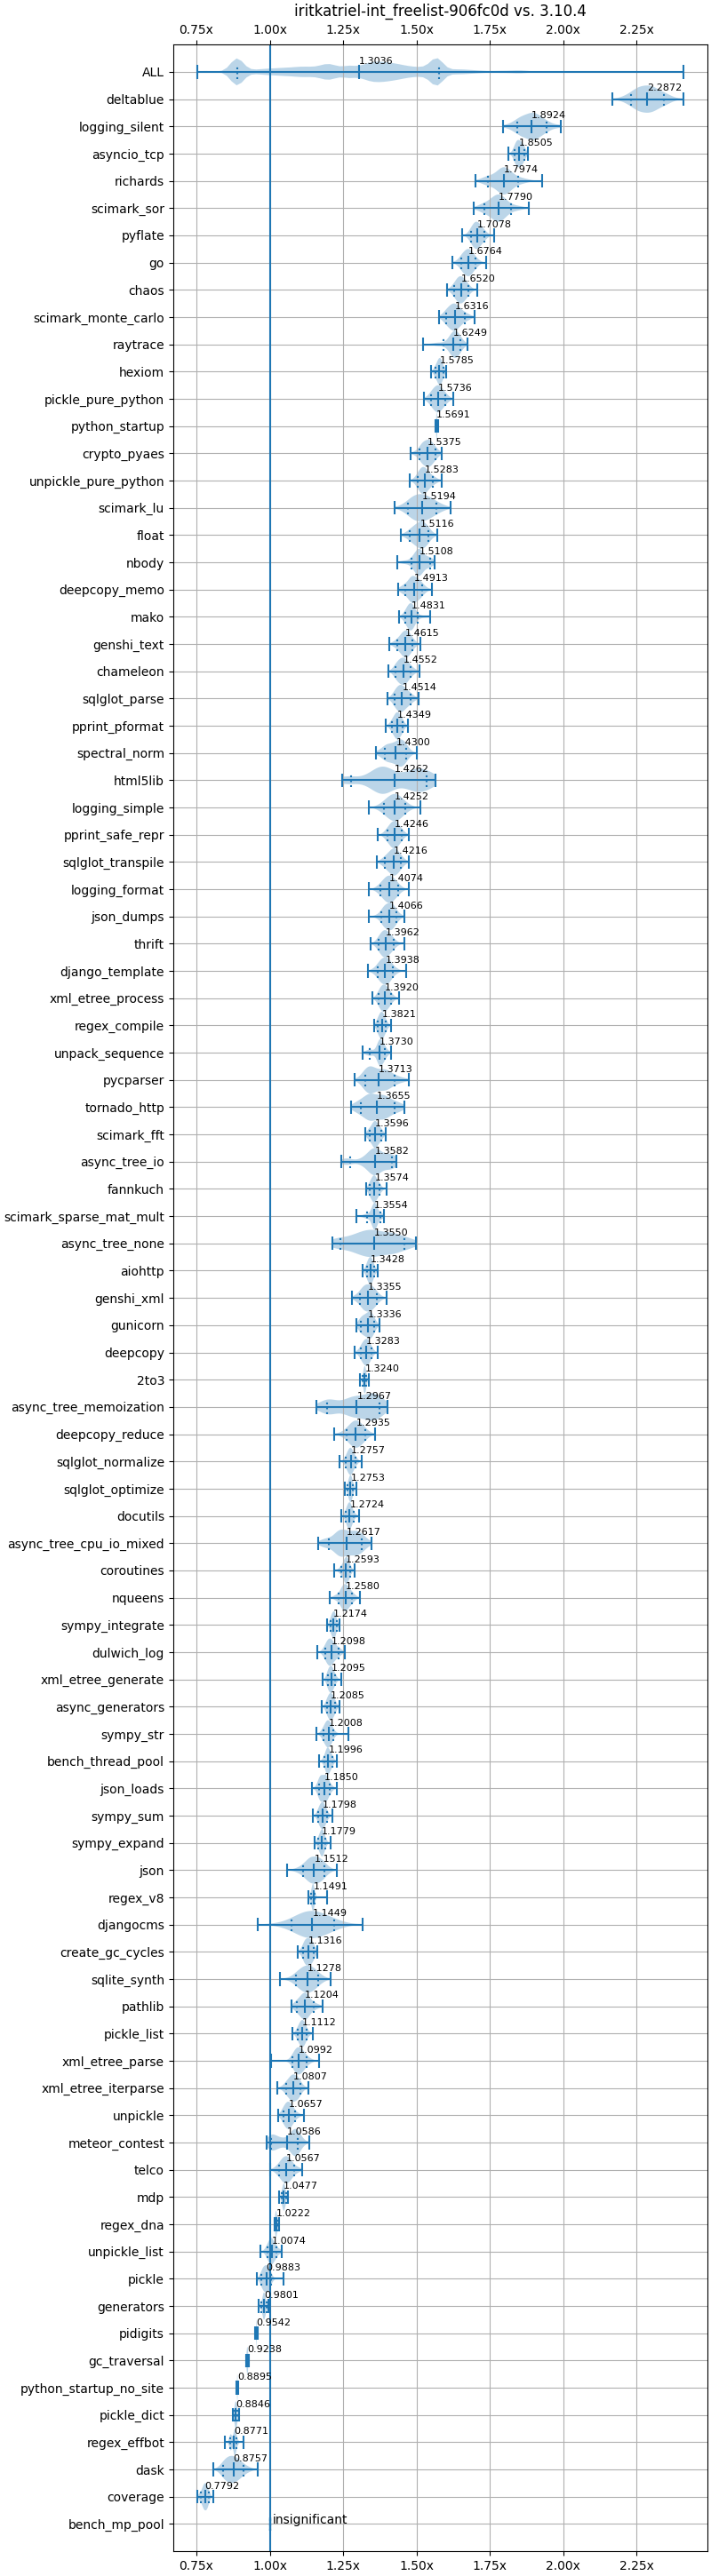 iritkatriel-int_freelist-906fc0d vs. 3.10.4
0.75x 1.00x 1.25x 1.50x 1.75x 2.00x 2.25x
ALL 1.3036
deltablue 2.2872
logging_silent 1.8924
asyncio_tcp 1.8505
richards 1.7974
scimark_sor 1.7790
pyflate 1.7078
go 1.6764
chaos 1.6520
scimark_monte_carlo 1.6316
raytrace 1.6249
hexiom 1.5785
pickle_pure_python 1.5736
python_startup 1.5691
crypto_pyaes 1.5375
unpickle_pure_python 1.5283
scimark_lu 1.5194
float 1.5116
nbody 1.5108
deepcopy_memo 1.4913
mako 1.4831
genshi_text 1.4615
chameleon 1.4552
sqlglot_parse 1.4514
pprint_pformat 1.4349
spectral_norm 1.4300
html5lib 1.4262
logging_simple 1.4252
pprint_safe_repr 1.4246
sqlglot_transpile 1.4216
logging_format 1.4074
json_dumps 1.4066
thrift 1.3962
django_template 1.3938
xml_etree_process 1.3920
regex_compile 1.3821
unpack_sequence 1.3730
pycparser 1.3713
tornado_http 1.3655
scimark_fft 1.3596
async_tree_io 1.3582
fannkuch 1.3574
scimark_sparse_mat_mult 1.3554
async_tree_none 1.3550
aiohttp 1.3428
genshi_xml 1.3355
gunicorn 1.3336
deepcopy 1.3283
2to3 1.3240
async_tree_memoization 1.2967
deepcopy_reduce 1.2935
sqlglot_normalize 1.2757
sqlglot_optimize 1.2753
docutils 1.2724
async_tree_cpu_io_mixed 1.2617
coroutines 1.2593
nqueens 1.2580
sympy_integrate 1.2174
dulwich_log 1.2098
xml_etree_generate 1.2095
async_generators 1.2085
sympy_str 1.2008
bench_thread_pool 1.1996
json_loads 1.1850
sympy_sum 1.1798
sympy_expand 1.1779
json 1.1512
regex_v8 1.1491
djangocms 1.1449
create_gc_cycles 1.1316
sqlite_synth 1.1278
pathlib 1.1204
pickle_list 1.1112
xml_etree_parse 1.0992
xml_etree_iterparse 1.0807
unpickle 1.0657
meteor_contest 1.0586
telco 1.0567
mdp 1.0477
regex_dna 1.0222
unpickle_list 1.0074
pickle 0.9883
generators 0.9801
pidigits 0.9542
gc_traversal 0.9238
python_startup_no_site 0.8895
pickle_dict 0.8846
regex_effbot 0.8771
dask 0.8757
coverage 0.7792
bench_mp_pool insignificant
0.75x 1.00x 1.25x 1.50x 1.75x 2.00x 2.25x